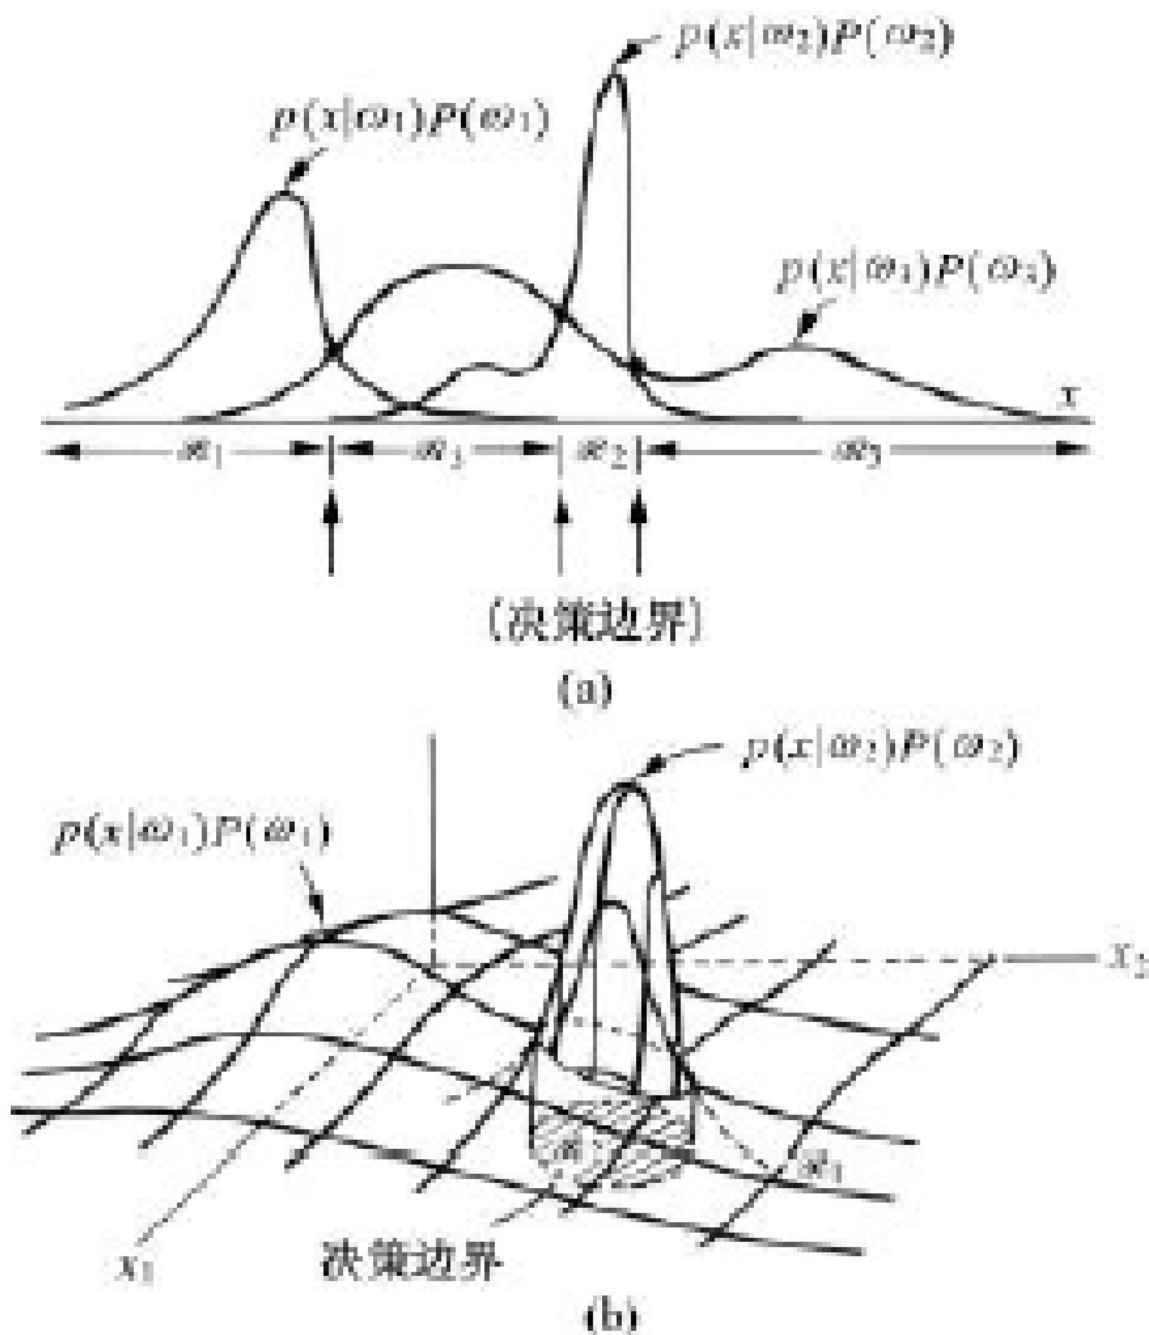 p(x|ω₂)P(ω₂)
p(x|ω₁)P(ω₁)
p(x|ω₃)P(ω₃)
x
ℛ₁ ℛ₃ ℛ₂ ℛ₃
(决策边界)
(a)
p(x|ω₂)P(ω₂)
p(x|ω₁)P(ω₁)
x₂
ℛ₁
x₁
决策边界
(b)